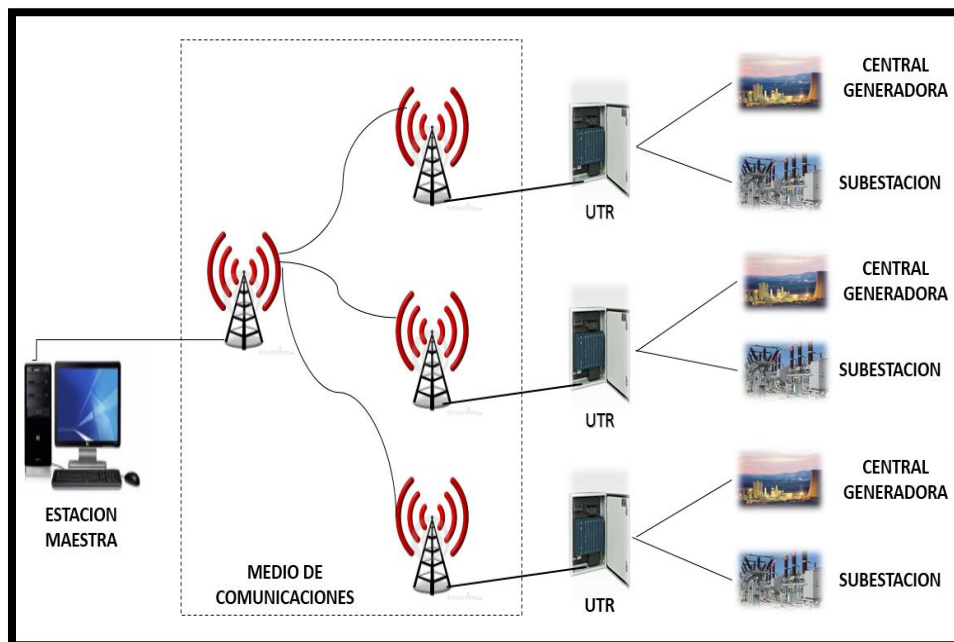 CENTRAL
GENERADORA
SUBESTACION
UTR
CENTRAL
GENERADORA
SUBESTACION
UTR
ESTACION
MAESTRA
MEDIO DE
COMUNICACIONES
CENTRAL
GENERADORA
SUBESTACION
UTR